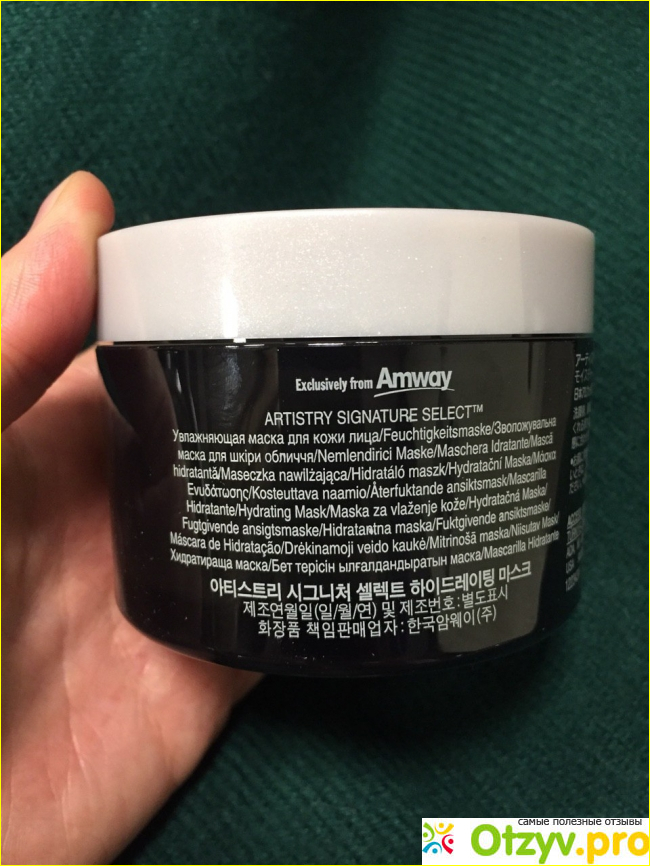 Exclusively from Amway
ARTISTRY SIGNATURE SELECT™
Увлажняющая маска для кожи лица/Feuchtigkeitsmaske/Зволожувальна
маска для шкіри обличчя/Nemlendirici Maske/Maschera Idratante/Mască
hidratantă/Maseczka nawilżająca/Hidratáló maszk/Hydratační Maska/Μάσκα
Ενυδάτωσης/Kosteuttava naamio/Återfuktande ansiktsmask/Mascarilla
Hidratante/Hydrating Mask/Maska za vlaženje kože/Hydratačná Maska/
Fugtgivende ansigtsmaske/Hidratantna maska/Fuktgivende ansiktsmaske/
Máscara de Hidratação/Drėkinamoji veido kaukė/Mitrinošā maska/Niisutav Mask/
Хидратираща маска/Бет терісін ылғалдандыратын маска/Mascarilla Hidratante
아티스트리 시그니처 셀렉트 하이드레이팅 마스크
제조연월일(일/월/연) 및 제조번호:별도표시
화장품 책임판매업자:한국암웨이(주)
самые полезные отзывы
Otzyv.pro